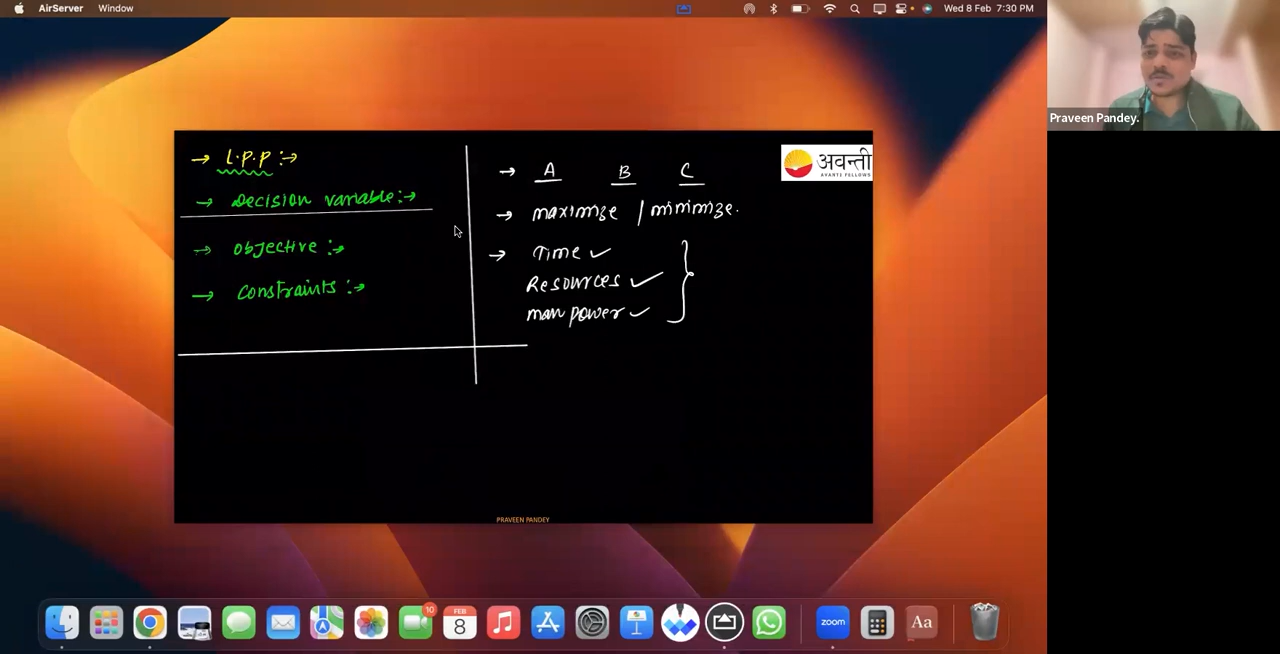 AirServer Window Wed 8 Feb 7:30 PM
Praveen Pandey.
→ L.P.P :→
→ Decision variable :→
→ Objective :→
→ Constraints :→
→ A B C
→ maximize / minimize.
→ Time ✓
Resources ✓
man power ✓
अवन्ती
AVANTI FELLOWS
PRAVEEN PANDEY
10
FEB
8
zoom
Aa